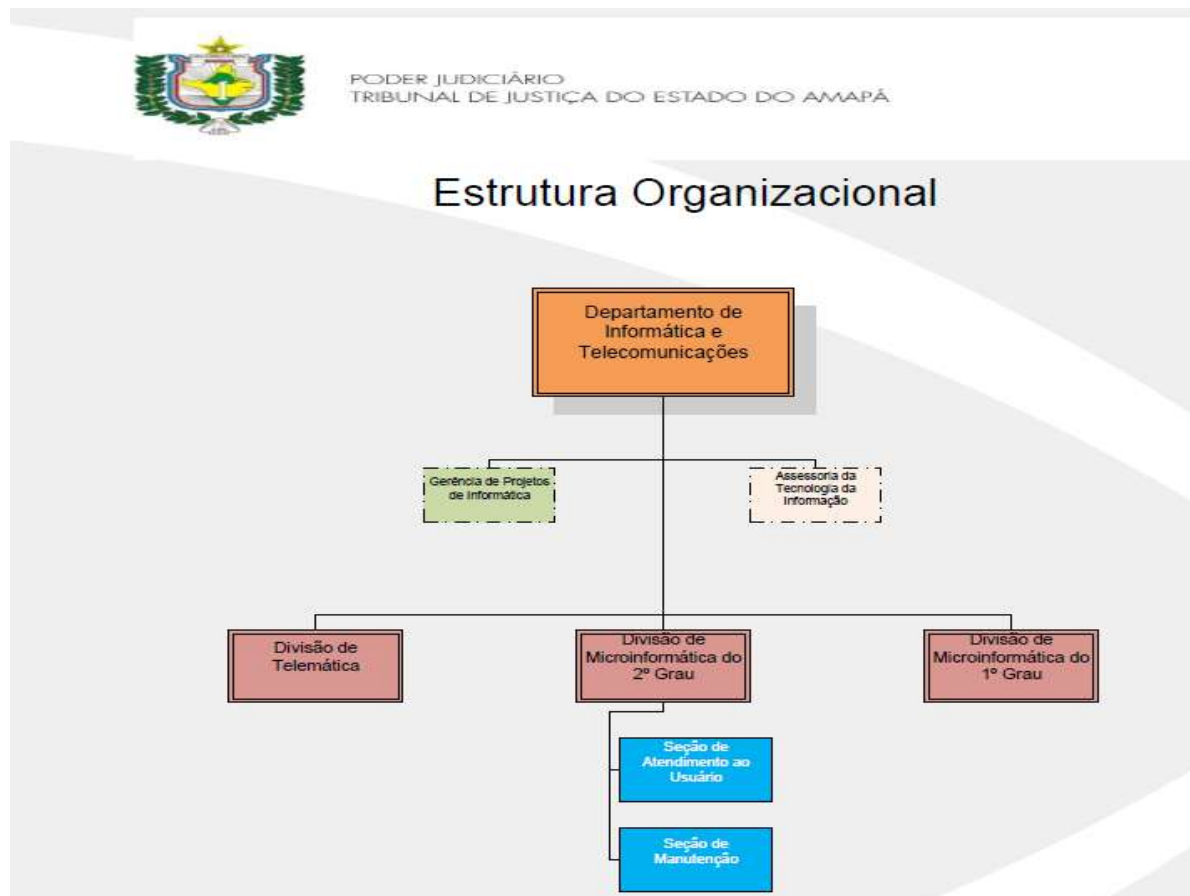 PODER JUDICIÁRIO
TRIBUNAL DE JUSTIÇA DO ESTADO DO AMAPÁ
Estrutura Organizacional
Departamento de
Informática e
Telecomunicações
Gerência de Projetos
de Informática
Assessoria da
Tecnologia da
Informação
Divisão de
Telemática
Divisão de
Microinformática do
2º Grau
Divisão de
Microinformática do
1º Grau
Seção de
Atendimento ao
Usuário
Seção de
Manutenção